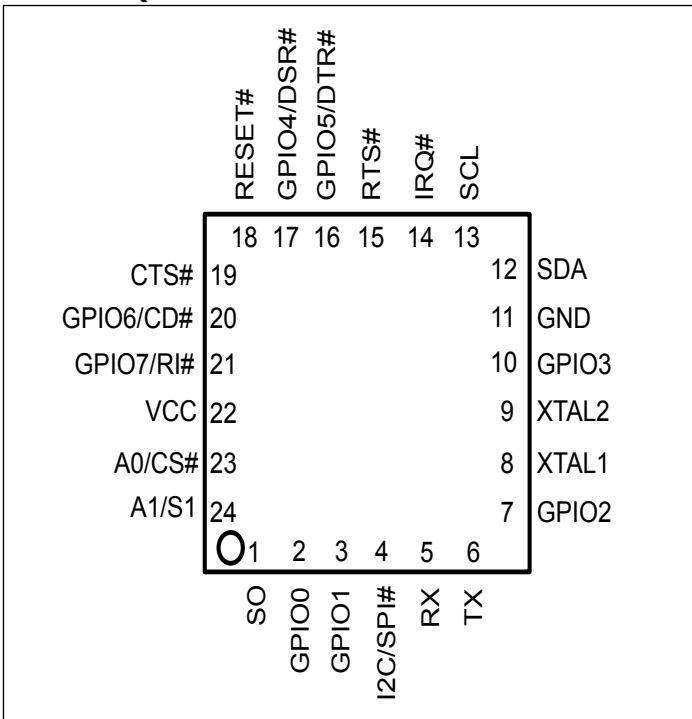 RESET#
GPIO4/DSR#
GPIO5/DTR#
RTS#
IRQ#
SCL
18 17 16 15 14 13
CTS# 19 12 SDA
GPIO6/CD# 20 11 GND
GPIO7/RI# 21 10 GPIO3
VCC 22 9 XTAL2
A0/CS# 23 8 XTAL1
A1/S1 24 7 GPIO2
1 2 3 4 5 6
SO
GPIO0
GPIO1
I2C/SPI#
RX
TX